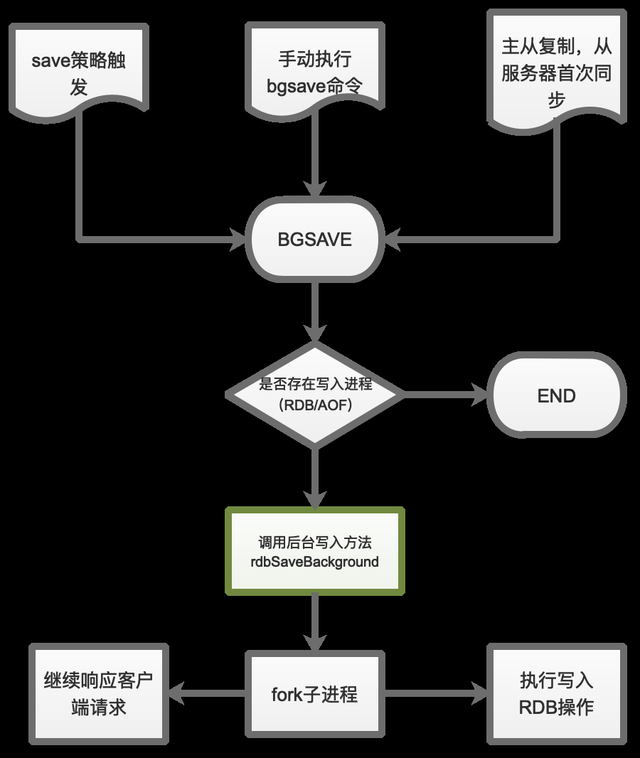 save策略触
发
手动执行
bgsave命令
主从复制，从
服务器首次同
步
BGSAVE
是否存在写入进程
（RDB/AOF）
END
调用后台写入方法
rdbSaveBackground
继续响应客户
端请求
fork子进程
执行写入
RDB操作